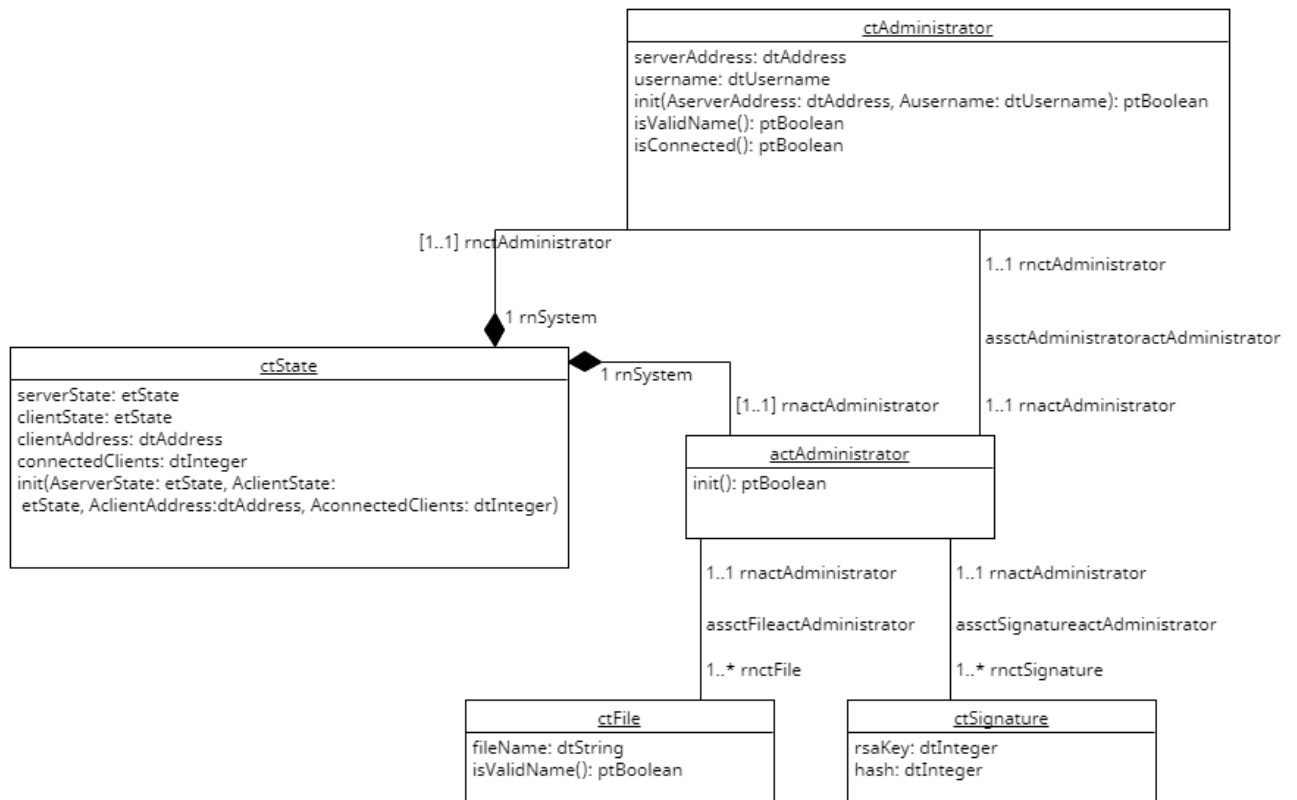 ctAdministrator
serverAddress: dtAddress
username: dtUsername
init(AserverAddress: dtAddress, Ausername: dtUsername): ptBoolean
isValidName(): ptBoolean
isConnected(): ptBoolean
[1..1] rnctAdministrator
1..1 rnctAdministrator
1 rnSystem
assctAdministratoractAdministrator
ctState
serverState: etState
clientState: etState
clientAddress: dtAddress
connectedClients: dtInteger
init(AserverState: etState, AclientState:
etState, AclientAddress:dtAddress, AconnectedClients: dtInteger)
1 rnSystem
[1..1] rnactAdministrator
1..1 rnactAdministrator
actAdministrator
init(): ptBoolean
1..1 rnactAdministrator
1..1 rnactAdministrator
assctFileactAdministrator
assctSignatureactAdministrator
1..* rnctFile
1..* rnctSignature
ctFile
fileName: dtString
isValidName(): ptBoolean
ctSignature
rsaKey: dtInteger
hash: dtInteger